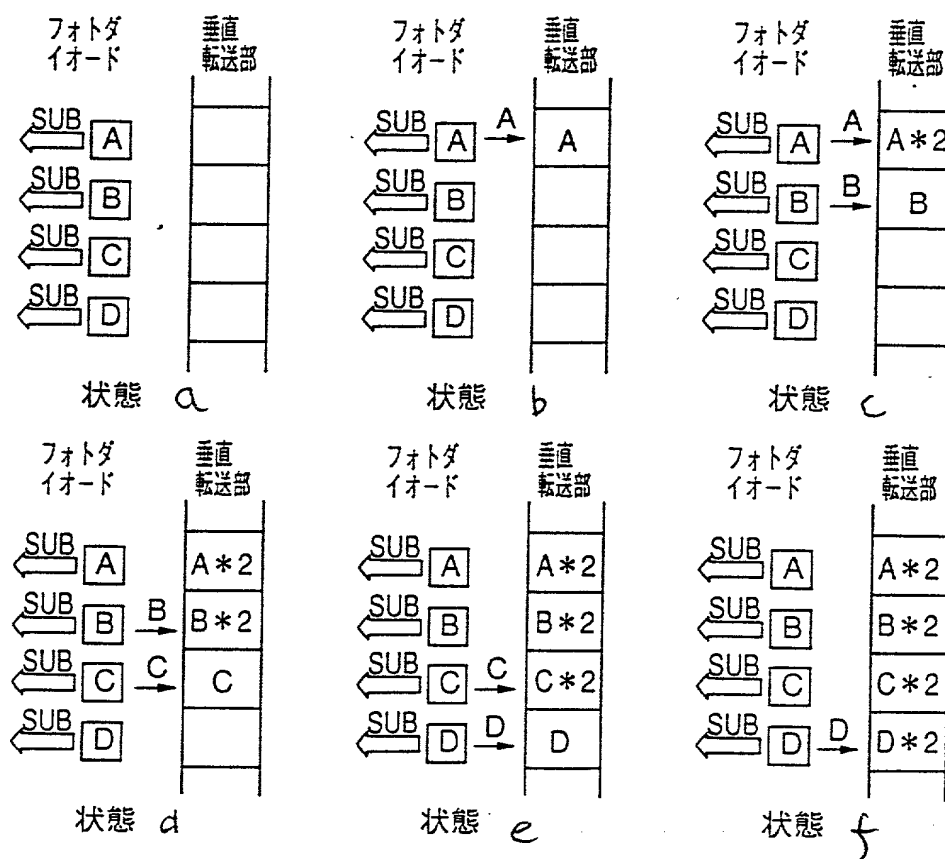 フォトダ
イオード
垂直
転送部
SUB A
SUB B
SUB C
SUB D
状態 a
フォトダ
イオード
垂直
転送部
SUB A A A
SUB B
SUB C
SUB D
状態 b
フォトダ
イオード
垂直
転送部
SUB A A A*2
SUB B B B
SUB C
SUB D
状態 c
フォトダ
イオード
垂直
転送部
SUB A A*2
SUB B B B*2
SUB C C C
SUB D
状態 d
フォトダ
イオード
垂直
転送部
SUB A A*2
SUB B B*2
SUB C C C*2
SUB D D D
状態 e
フォトダ
イオード
垂直
転送部
SUB A A*2
SUB B B*2
SUB C C*2
SUB D D D*2
状態 f